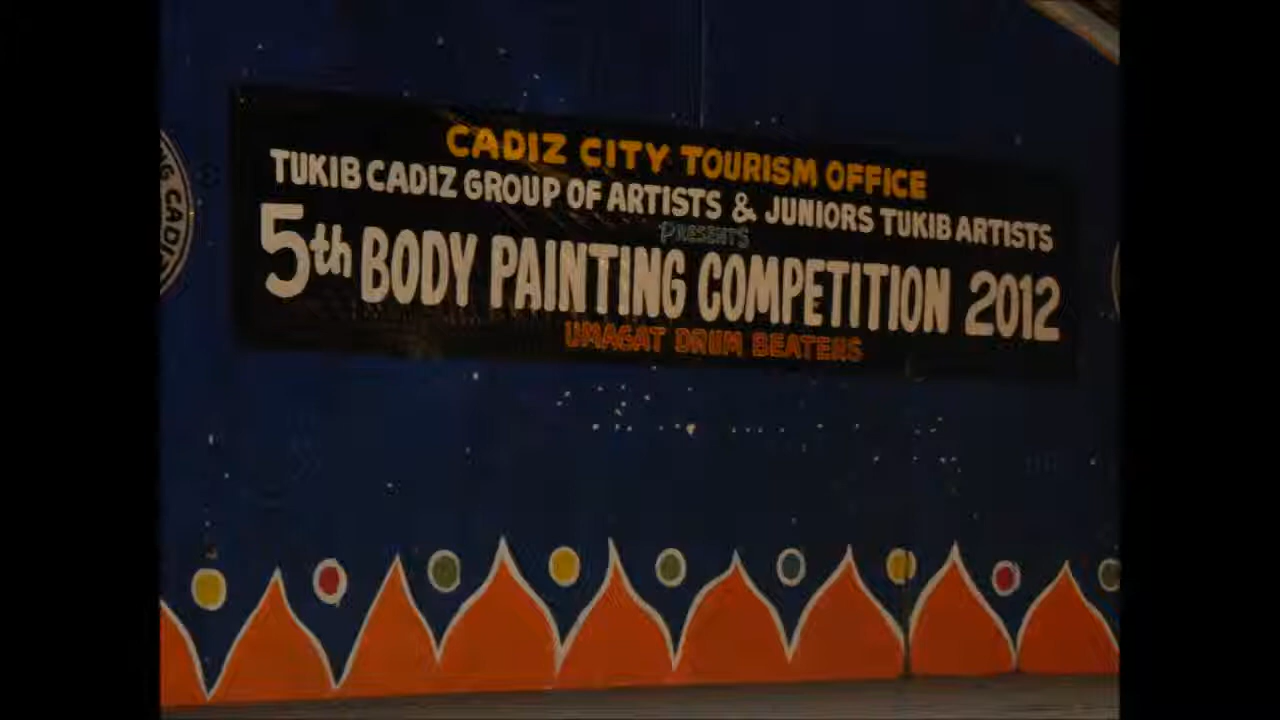 CADIZ CITY TOURISM OFFICE
TUKIB CADIZ GROUP OF ARTISTS & JUNIORS TUKIB ARTISTS
PRESENTS
5th BODY PAINTING COMPETITION 2012
UMAGAT DRUM BEATERS
CADIZ